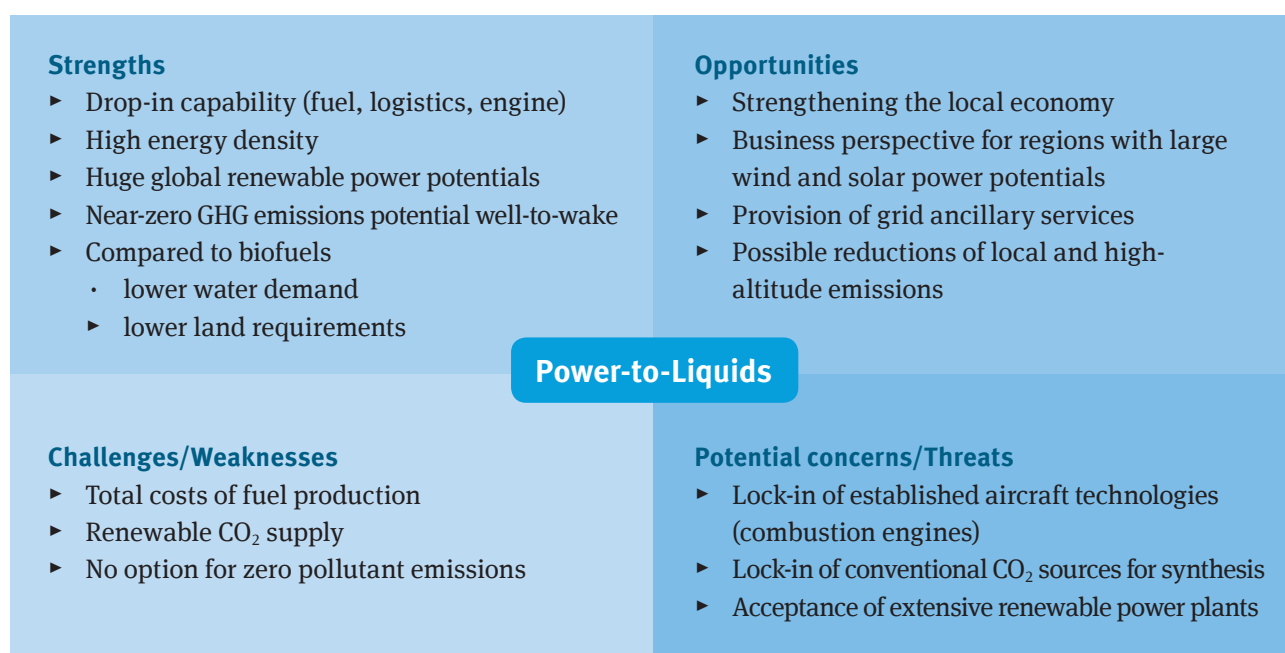 Strengths
► Drop-in capability (fuel, logistics, engine)
► High energy density
► Huge global renewable power potentials
► Near-zero GHG emissions potential well-to-wake
► Compared to biofuels
· lower water demand
► lower land requirements
Opportunities
► Strengthening the local economy
► Business perspective for regions with large
wind and solar power potentials
► Provision of grid ancillary services
► Possible reductions of local and high-
altitude emissions
Power-to-Liquids
Challenges/Weaknesses
► Total costs of fuel production
► Renewable CO₂ supply
► No option for zero pollutant emissions
Potential concerns/Threats
► Lock-in of established aircraft technologies
(combustion engines)
► Lock-in of conventional CO₂ sources for synthesis
► Acceptance of extensive renewable power plants